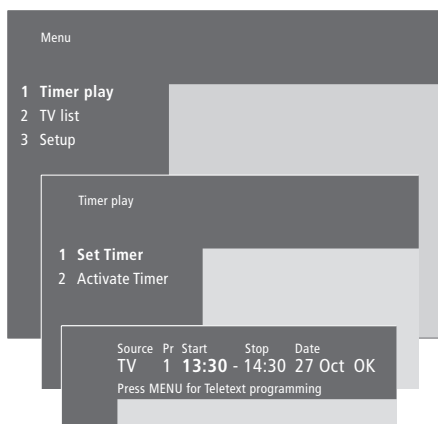 Menu
1 Timer play
2 TV list
3 Setup
Timer play
1 Set Timer
2 Activate Timer
Source Pr Start Stop Date
TV 1 13:30 - 14:30 27 Oct OK
Press MENU for Teletext programming